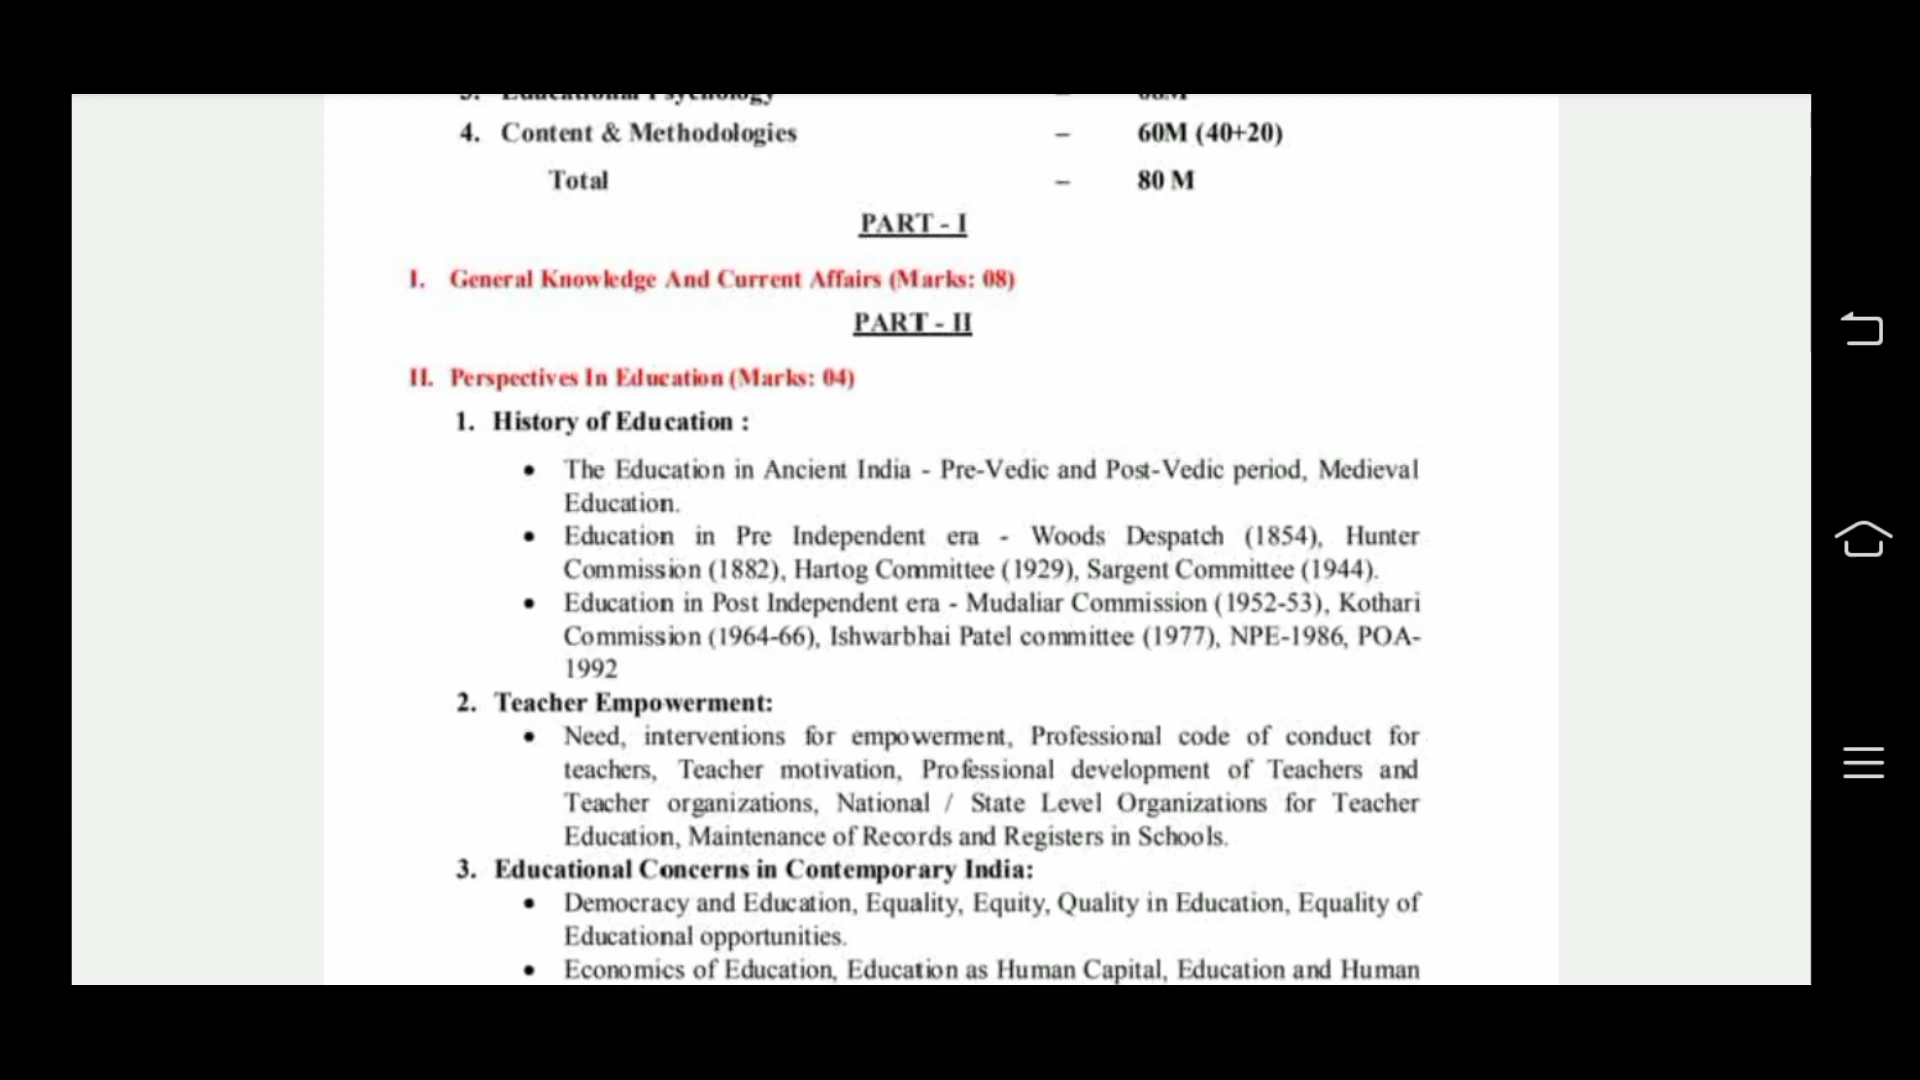 3. Educational Psychology –
4. Content & Methodologies – 60M (40+20)
Total – 80 M
PART - I
I. General Knowledge And Current Affairs (Marks: 08)
PART - II
II. Perspectives In Education (Marks: 04)
1. History of Education :
• The Education in Ancient India - Pre-Vedic and Post-Vedic period, Medieval
Education.
• Education in Pre Independent era - Woods Despatch (1854), Hunter
Commission (1882), Hartog Committee (1929), Sargent Committee (1944).
• Education in Post Independent era - Mudaliar Commission (1952-53), Kothari
Commission (1964-66), Ishwarbhai Patel committee (1977), NPE-1986, POA-
1992
2. Teacher Empowerment:
• Need, interventions for empowerment, Professional code of conduct for
teachers, Teacher motivation, Professional development of Teachers and
Teacher organizations, National / State Level Organizations for Teacher
Education, Maintenance of Records and Registers in Schools.
3. Educational Concerns in Contemporary India:
• Democracy and Education, Equality, Equity, Quality in Education, Equality of
Educational opportunities.
• Economics of Education, Education as Human Capital, Education and Human